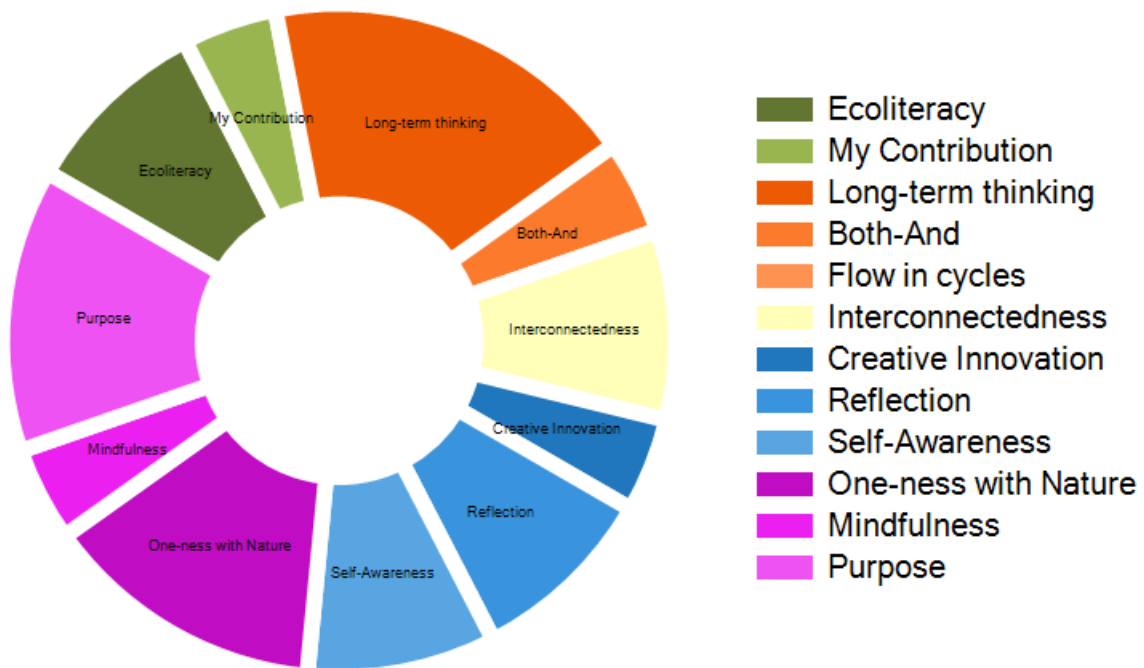 My Contribution
Long-term thinking
Ecoliteracy
Both-And
Purpose
Interconnectedness
Creative Innovation
Mindfulness
Reflection
One-ness with Nature
Self-Awareness
Ecoliteracy
My Contribution
Long-term thinking
Both-And
Flow in cycles
Interconnectedness
Creative Innovation
Reflection
Self-Awareness
One-ness with Nature
Mindfulness
Purpose